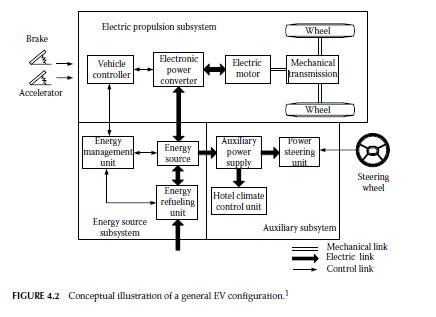 Electric propulsion subsystem
Wheel
Brake
Accelerator
Vehicle
controller
Electronic
power
converter
Electric
motor
Mechanical
transmission
Wheel
Energy
management
unit
Energy
source
Auxiliary
power
supply
Power
steering
unit
Steering
wheel
Energy
refueling
unit
Hotel climate
control unit
Energy source
subsystem
Auxiliary subsytem
Mechanical link
Electric link
Control link
FIGURE 4.2 Conceptual illustration of a general EV configuration.1